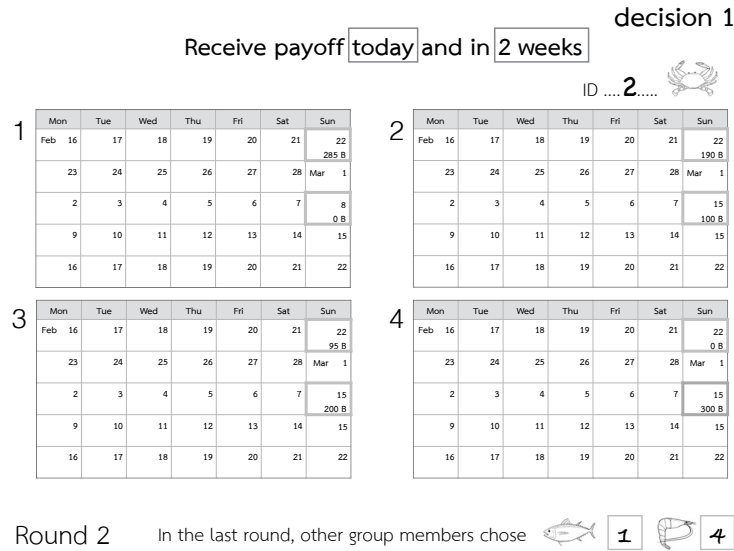 decision 1
Receive payoff today and in 2 weeks
ID ....2.....
1
Mon Tue Wed Thu Fri Sat Sun
Feb 16 17 18 19 20 21 22
285 B
23 24 25 26 27 28 Mar 1
2 3 4 5 6 7 8
0 B
9 10 11 12 13 14 15
16 17 18 19 20 21 22
2
Mon Tue Wed Thu Fri Sat Sun
Feb 16 17 18 19 20 21 22
190 B
23 24 25 26 27 28 Mar 1
2 3 4 5 6 7 15
100 B
9 10 11 12 13 14 15
16 17 18 19 20 21 22
3
Mon Tue Wed Thu Fri Sat Sun
Feb 16 17 18 19 20 21 22
95 B
23 24 25 26 27 28 Mar 1
2 3 4 5 6 7 15
200 B
9 10 11 12 13 14 15
16 17 18 19 20 21 22
4
Mon Tue Wed Thu Fri Sat Sun
Feb 16 17 18 19 20 21 22
0 B
23 24 25 26 27 28 Mar 1
2 3 4 5 6 7 15
300 B
9 10 11 12 13 14 15
16 17 18 19 20 21 22
Round 2 In the last round, other group members chose 1 4